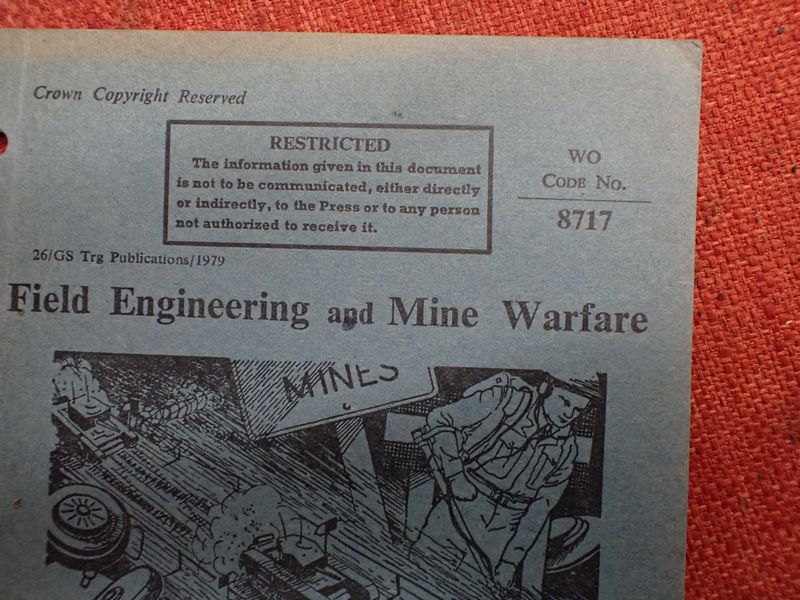 Crown Copyright Reserved
RESTRICTED
The information given in this document
is not to be communicated, either directly
or indirectly, to the Press or to any person
not authorized to receive it.
WO
CODE No.
8717
26/GS Trg Publications/1979
Field Engineering and Mine Warfare
MINES